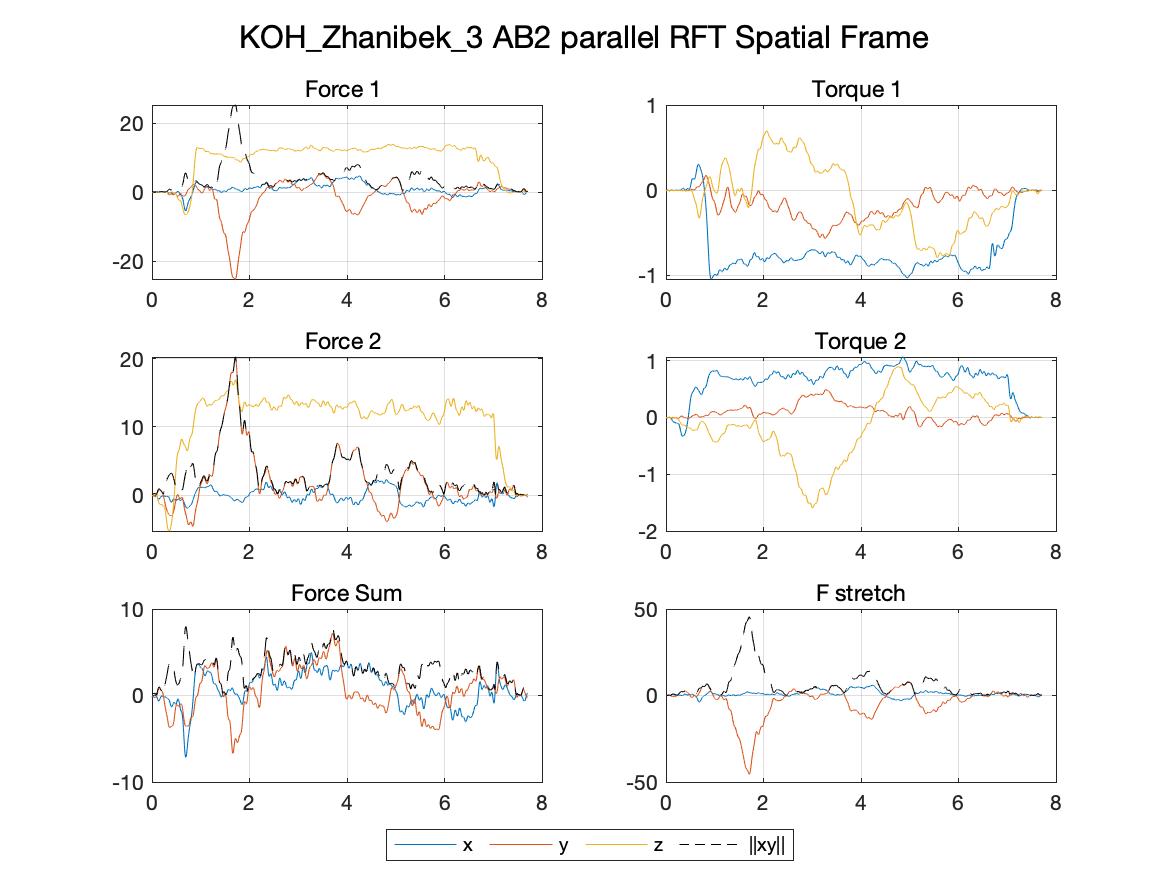 KOH_Zhanibek_3 AB2 parallel RFT Spatial Frame
Force 1
20
0
-20
0 2 4 6 8
Torque 1
1
0
-1
0 2 4 6 8
Force 2
20
10
0
0 2 4 6 8
Torque 2
1
0
-1
-2
0 2 4 6 8
Force Sum
10
0
-10
0 2 4 6 8
F stretch
50
0
-50
0 2 4 6 8
x y z ||xy||